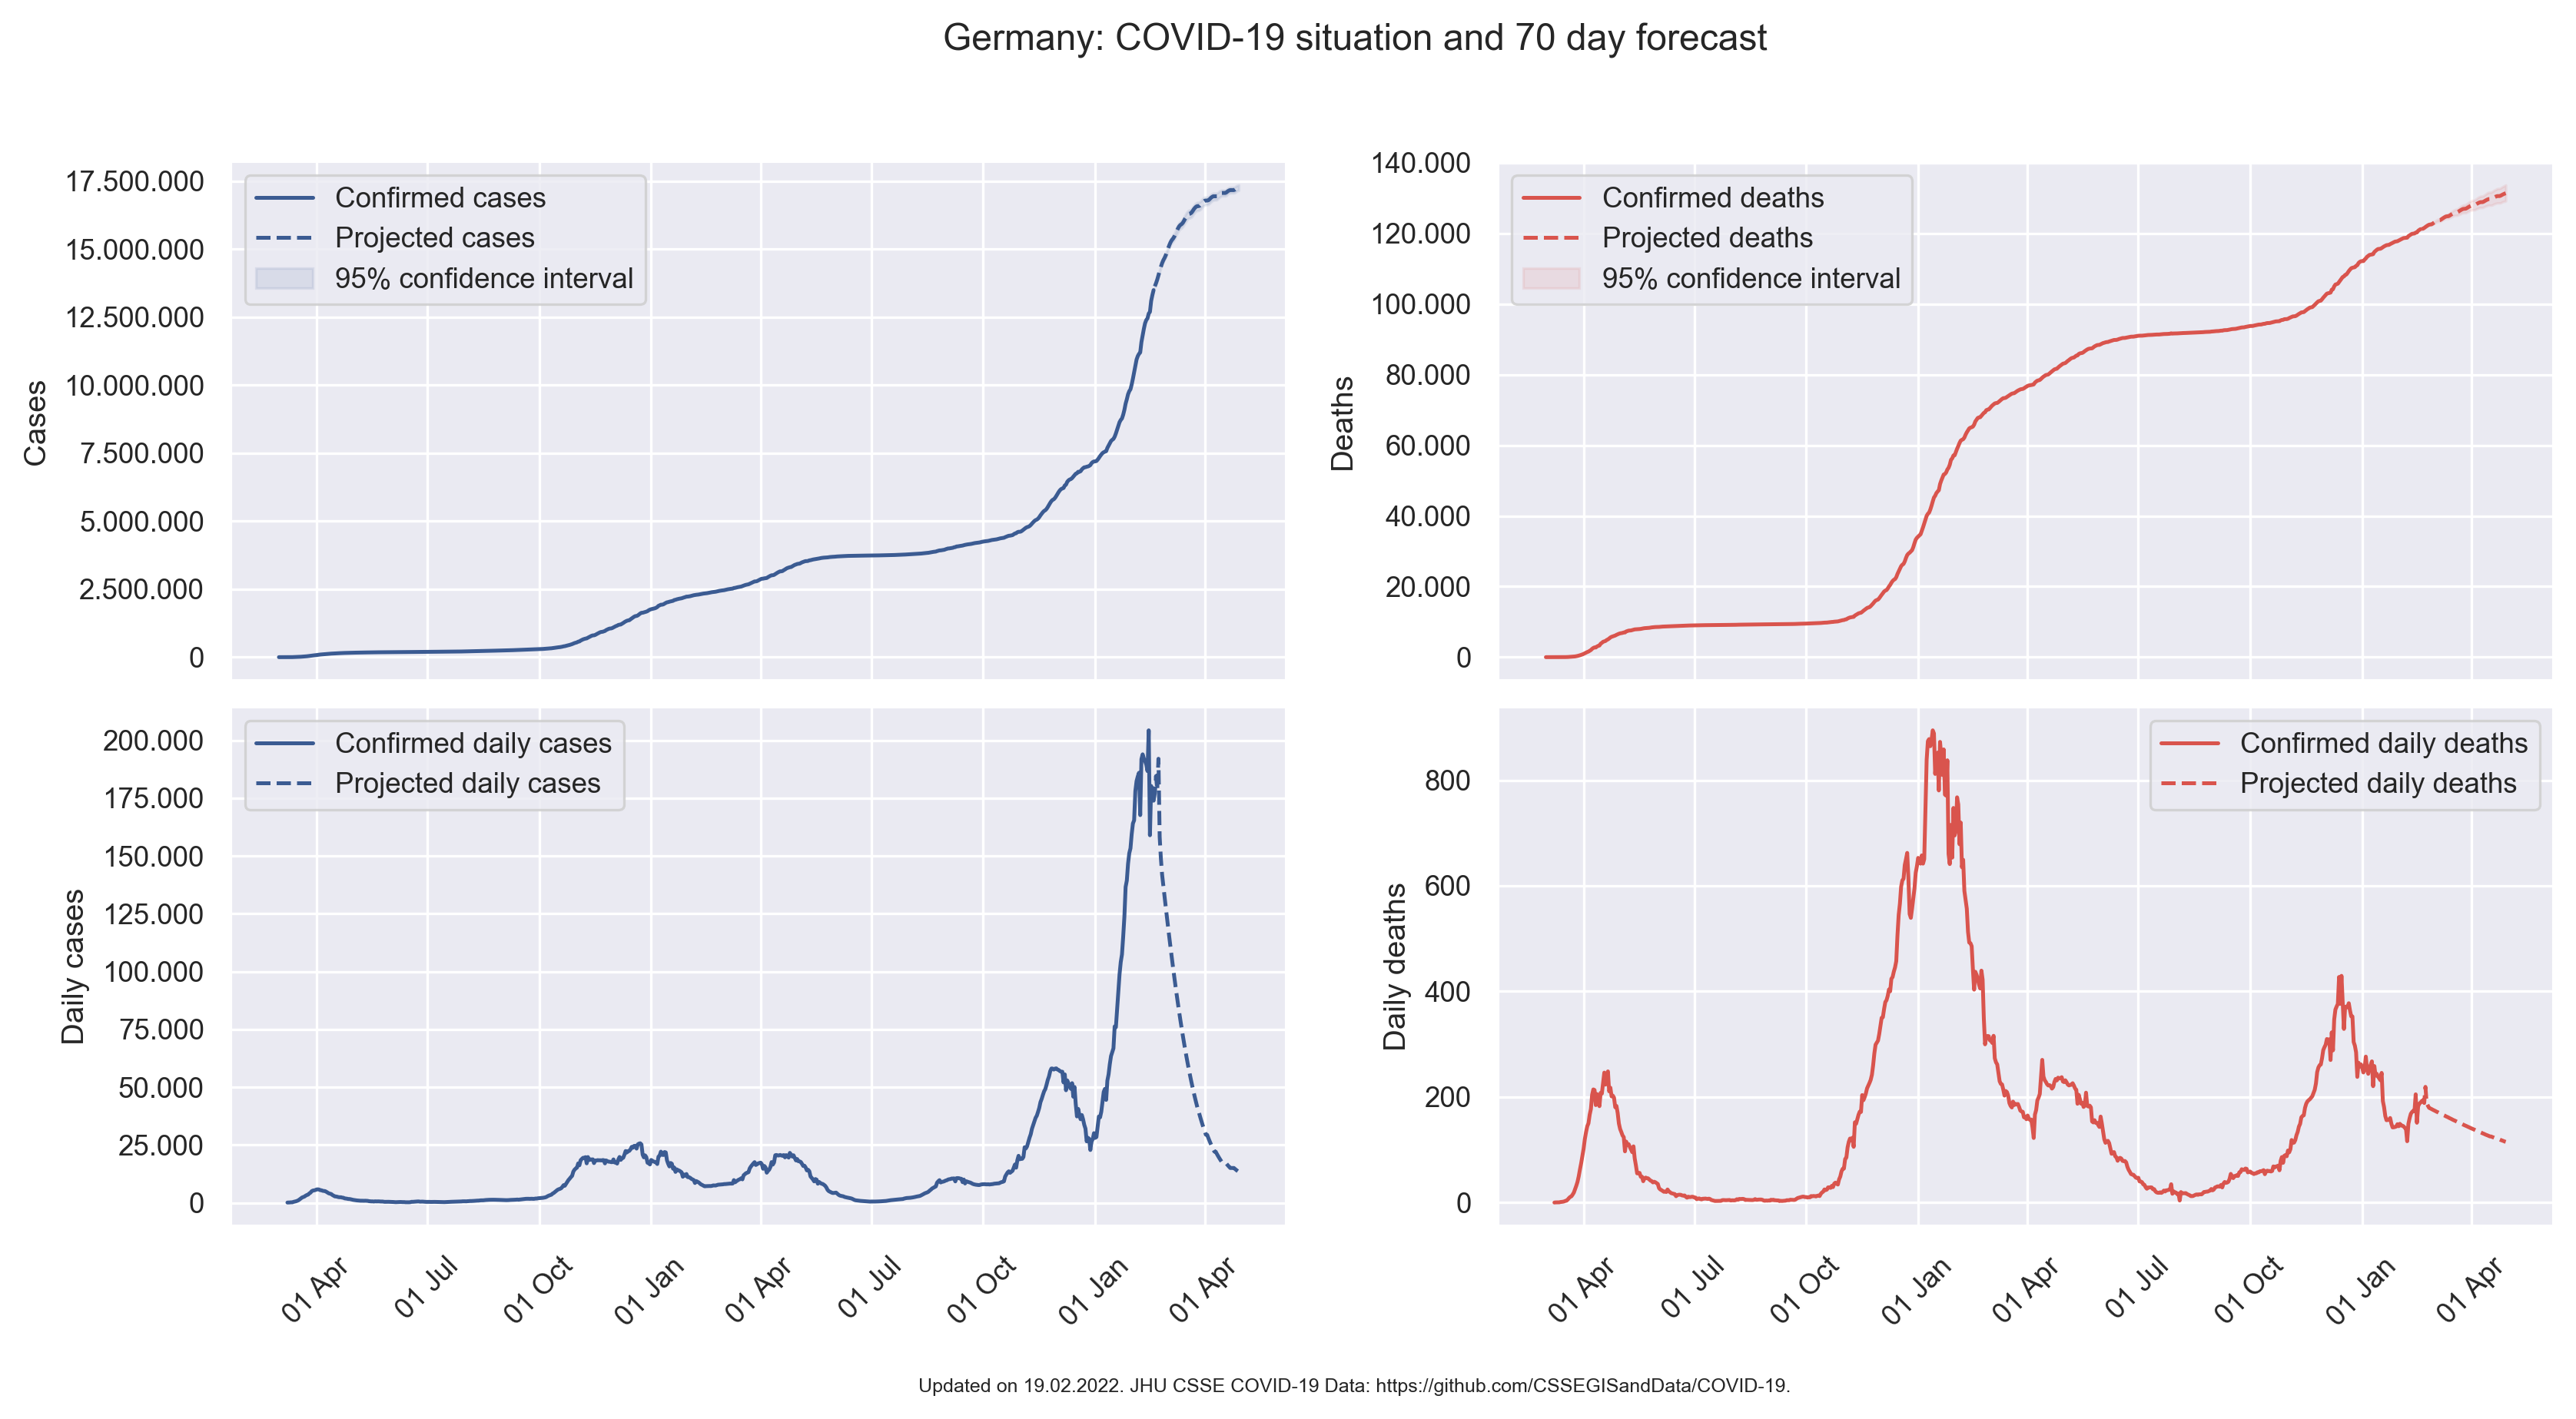 Germany: COVID-19 situation and 70 day forecast
Cases
17.500.000
15.000.000
12.500.000
10.000.000
7.500.000
5.000.000
2.500.000
0
Confirmed cases
Projected cases
95% confidence interval
Deaths
140.000
120.000
100.000
80.000
60.000
40.000
20.000
0
Confirmed deaths
Projected deaths
95% confidence interval
Daily cases
200.000
175.000
150.000
125.000
100.000
75.000
50.000
25.000
0
Confirmed daily cases
Projected daily cases
01 Apr
01 Jul
01 Oct
01 Jan
01 Apr
01 Jul
01 Oct
01 Jan
01 Apr
Daily deaths
800
600
400
200
0
Confirmed daily deaths
Projected daily deaths
01 Apr
01 Jul
01 Oct
01 Jan
01 Apr
01 Jul
01 Oct
01 Jan
01 Apr
Updated on 19.02.2022. JHU CSSE COVID-19 Data: https://github.com/CSSEGISandData/COVID-19.